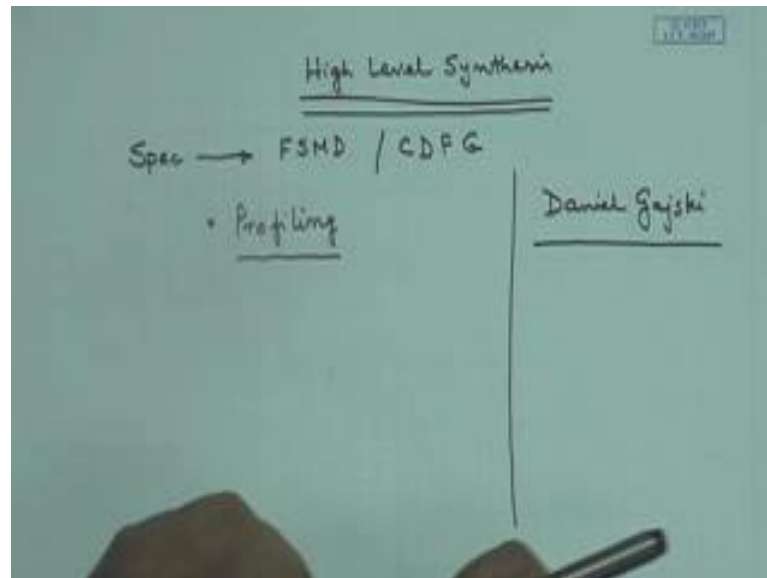 High Level Synthesis
Spec → FSMD / CDFG
• Profiling
Daniel Gajski